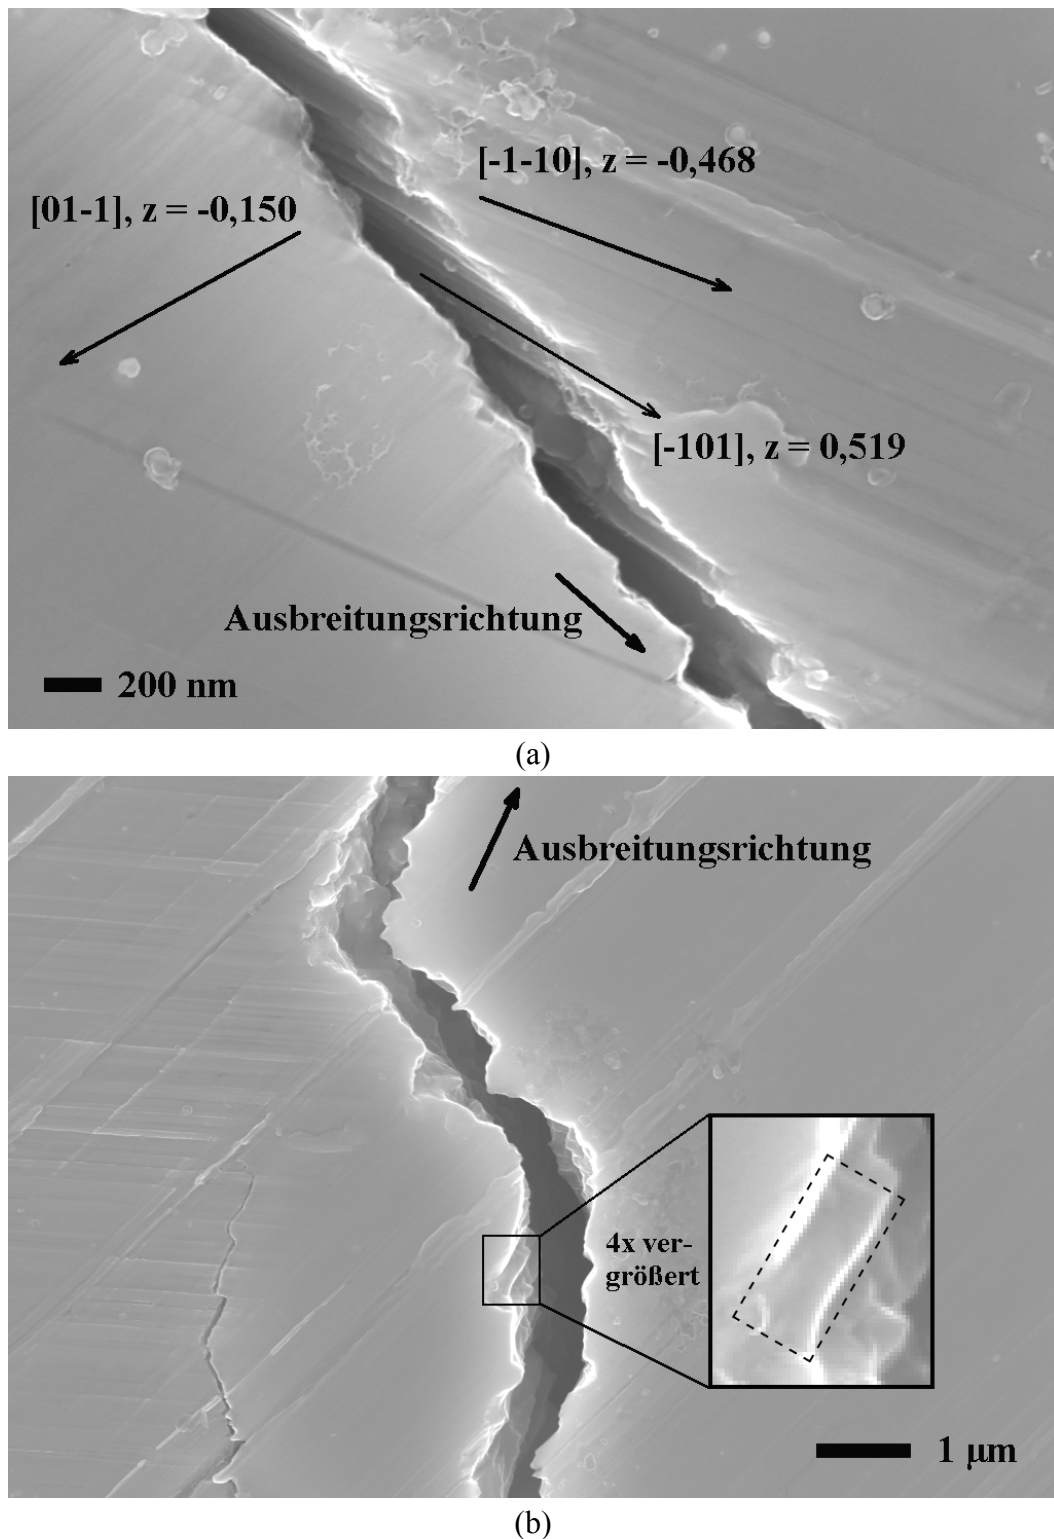 [-1-10], z = -0,468
[01-1], z = -0,150
[-101], z = 0,519
Ausbreitungsrichtung
200 nm
(a)
Ausbreitungsrichtung
4x ver-
größert
1 µm
(b)